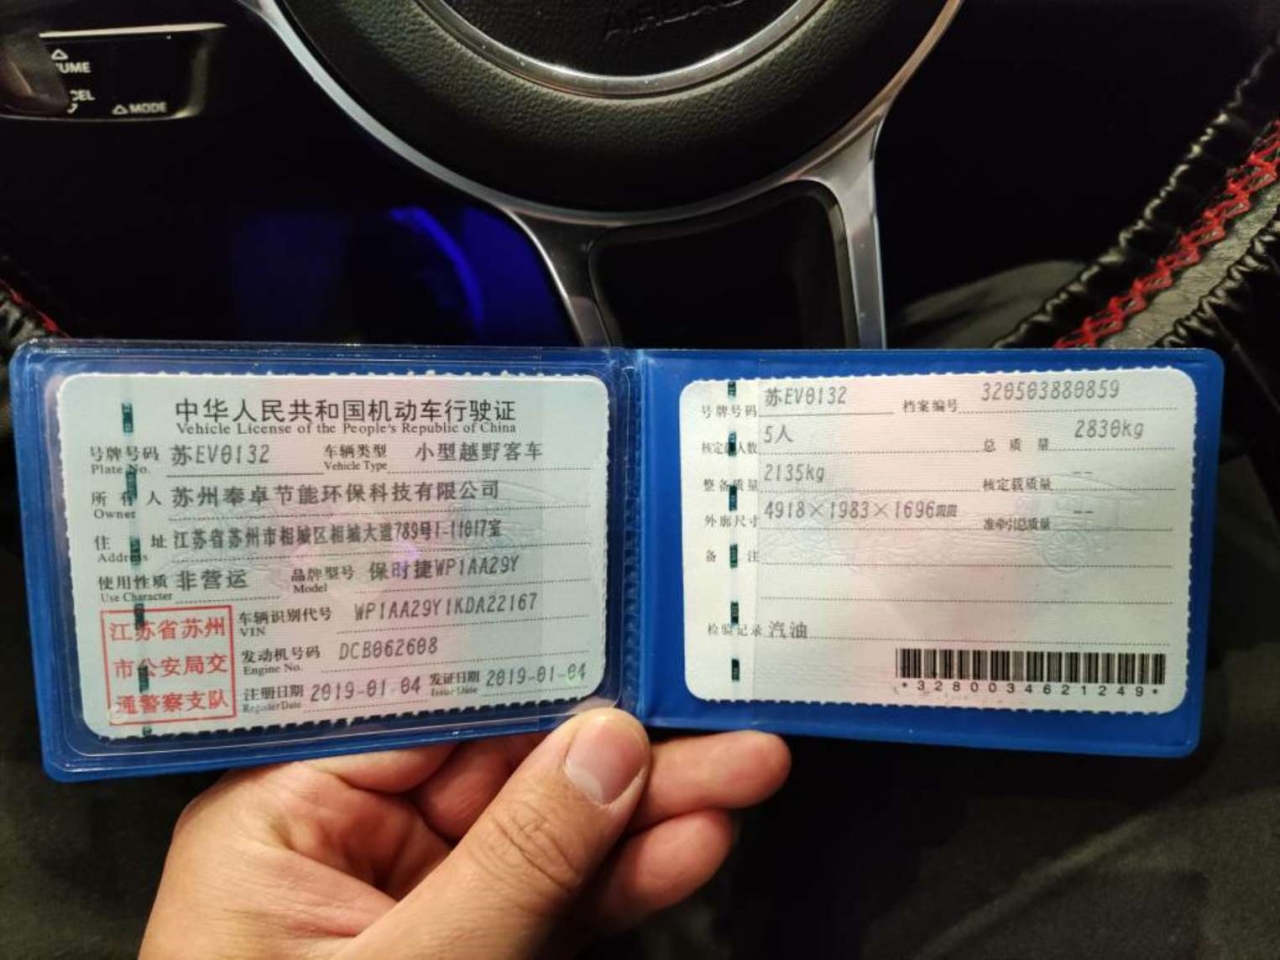 UME
CEL
MODE
中华人民共和国机动车行驶证
Vehicle License of the People's Republic of China
号牌号码 苏EV0132 车辆类型 小型越野客车
Plate No. Vehicle Type
所有人 苏州奉卓节能环保科技有限公司
Owner
住址 江苏省苏州市相城区相城大道789号1-11017室
Address
使用性质 非营运 品牌型号 保时捷WP1AA29Y
Use Character Model
江苏省苏州
市公安局交
通警察支队
车辆识别代号 WP1AA29Y1KDA22167
VIN
发动机号码 DCB062608
Engine No.
注册日期 2019-01-04 发证日期 2019-01-04
Register Date Issue Date
号牌号码 苏EV0132 档案编号 320503880859
核定载人数 5人 总质量 2830kg
整备质量 2135kg 核定载质量 --
外廓尺寸 4918×1983×1696 准牵引总质量 --
备注
检验记录 汽油
*3280034621249*